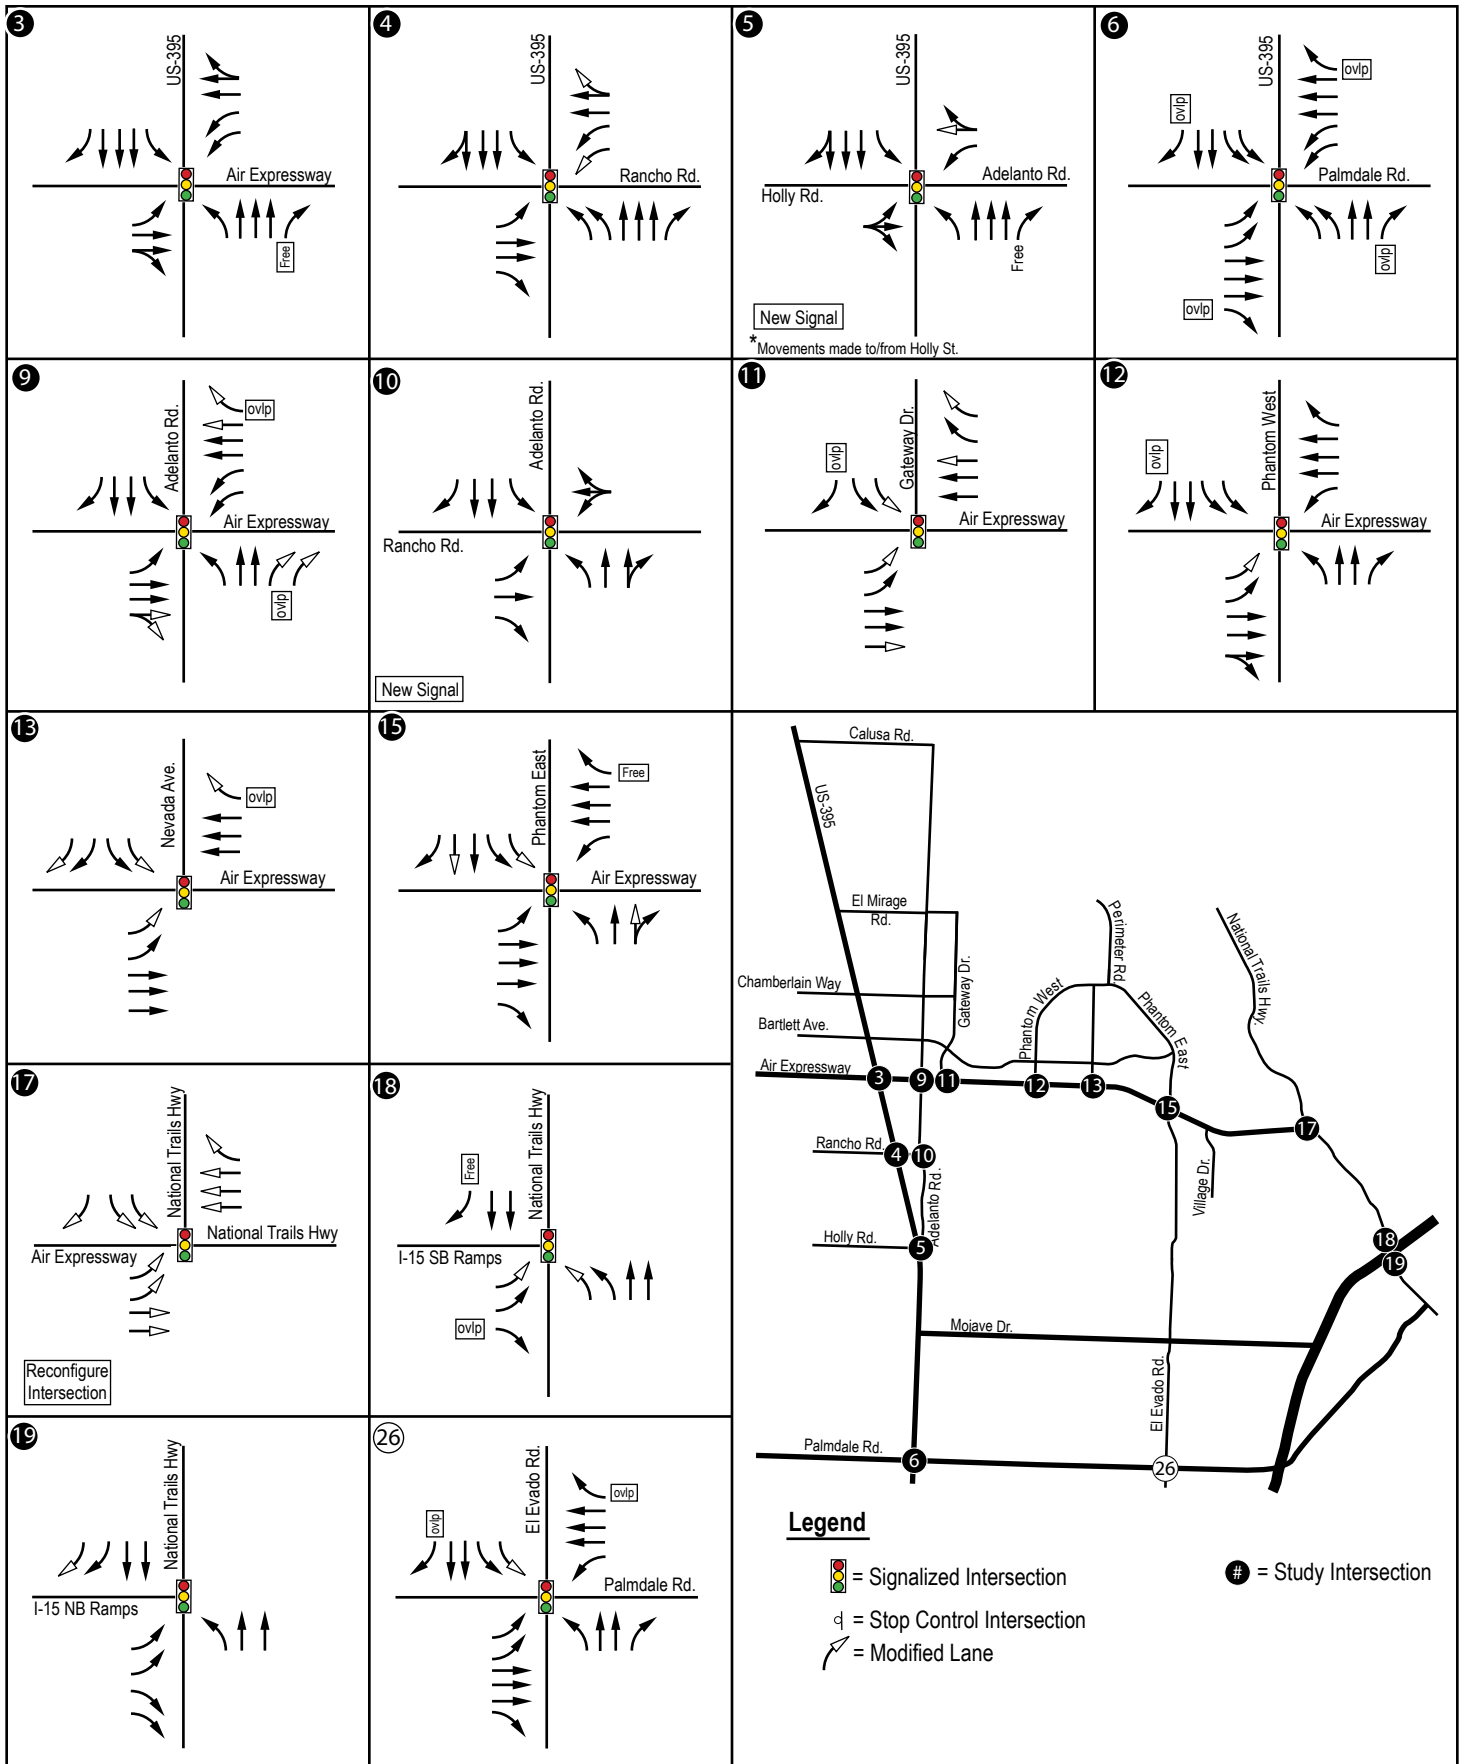 3
US-395
Air Expressway
Free
4
US-395
Rancho Rd.
5
US-395
Adelanto Rd.
Holly Rd.
Free
New Signal
*Movements made to/from Holly St.
6
US-395
ovlp
ovlp
Palmdale Rd.
ovlp
ovlp
9
Adelanto Rd.
ovlp
Air Expressway
ovlp
10
Adelanto Rd.
Rancho Rd.
New Signal
11
Gateway Dr.
ovlp
Air Expressway
12
Phantom West
ovlp
Air Expressway
13
Nevada Ave.
ovlp
Air Expressway
15
Phantom East
Free
Air Expressway
17
National Trails Hwy
National Trails Hwy
Air Expressway
Reconfigure
Intersection
18
National Trails Hwy
Free
I-15 SB Ramps
ovlp
19
National Trails Hwy
I-15 NB Ramps
26
El Evado Rd.
ovlp
ovlp
Palmdale Rd.
Calusa Rd.
US-395
El Mirage
Rd.
Perimeter Rd.
National Trails Hwy.
Chamberlain Way
Gateway Dr.
Phantom West
Phantom East
Bartlett Ave.
Air Expressway
3
9
11
12
13
15
17
Rancho Rd.
4
10
Village Dr.
Adelanto Rd.
Holly Rd.
5
18
19
Mojave Dr.
El Evado Rd.
Palmdale Rd.
6
26
Legend
= Signalized Intersection
# = Study Intersection
= Stop Control Intersection
= Modified Lane